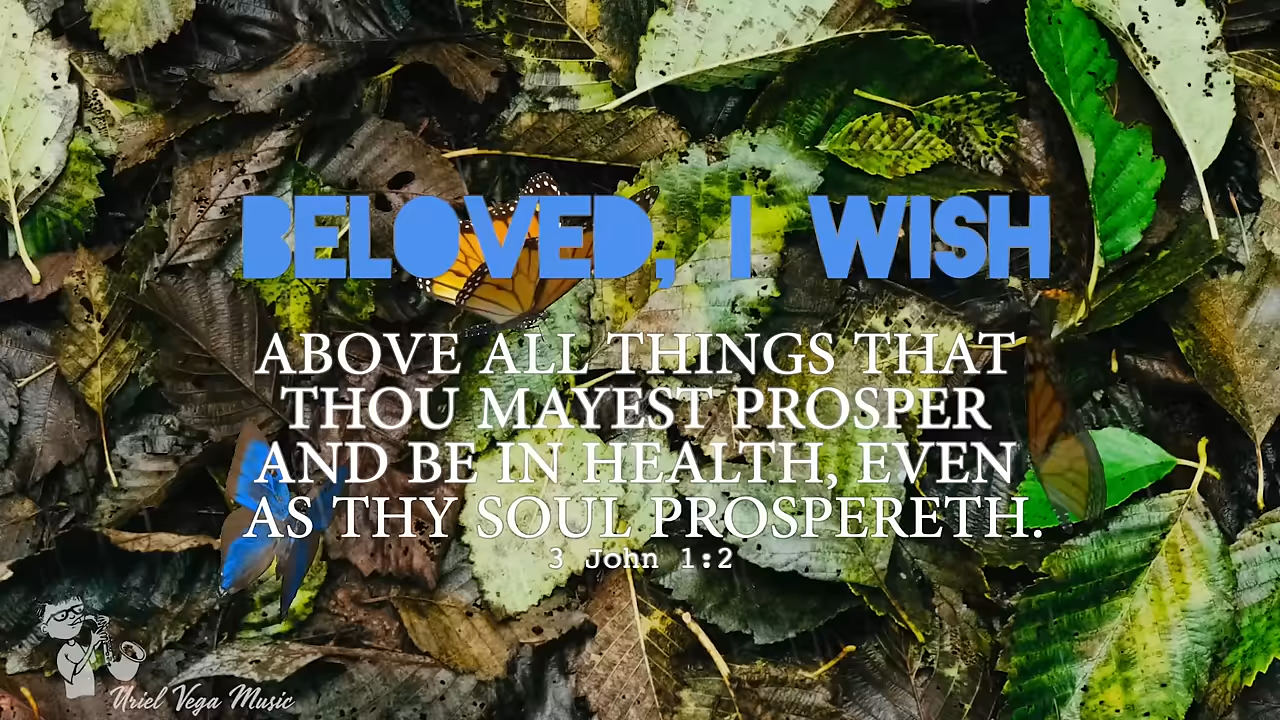 BELOVED, I WISH
ABOVE ALL THINGS THAT
THOU MAYEST PROSPER
AND BE IN HEALTH, EVEN
AS THY SOUL PROSPERETH.
3 John 1:2
Uriel Vega Music